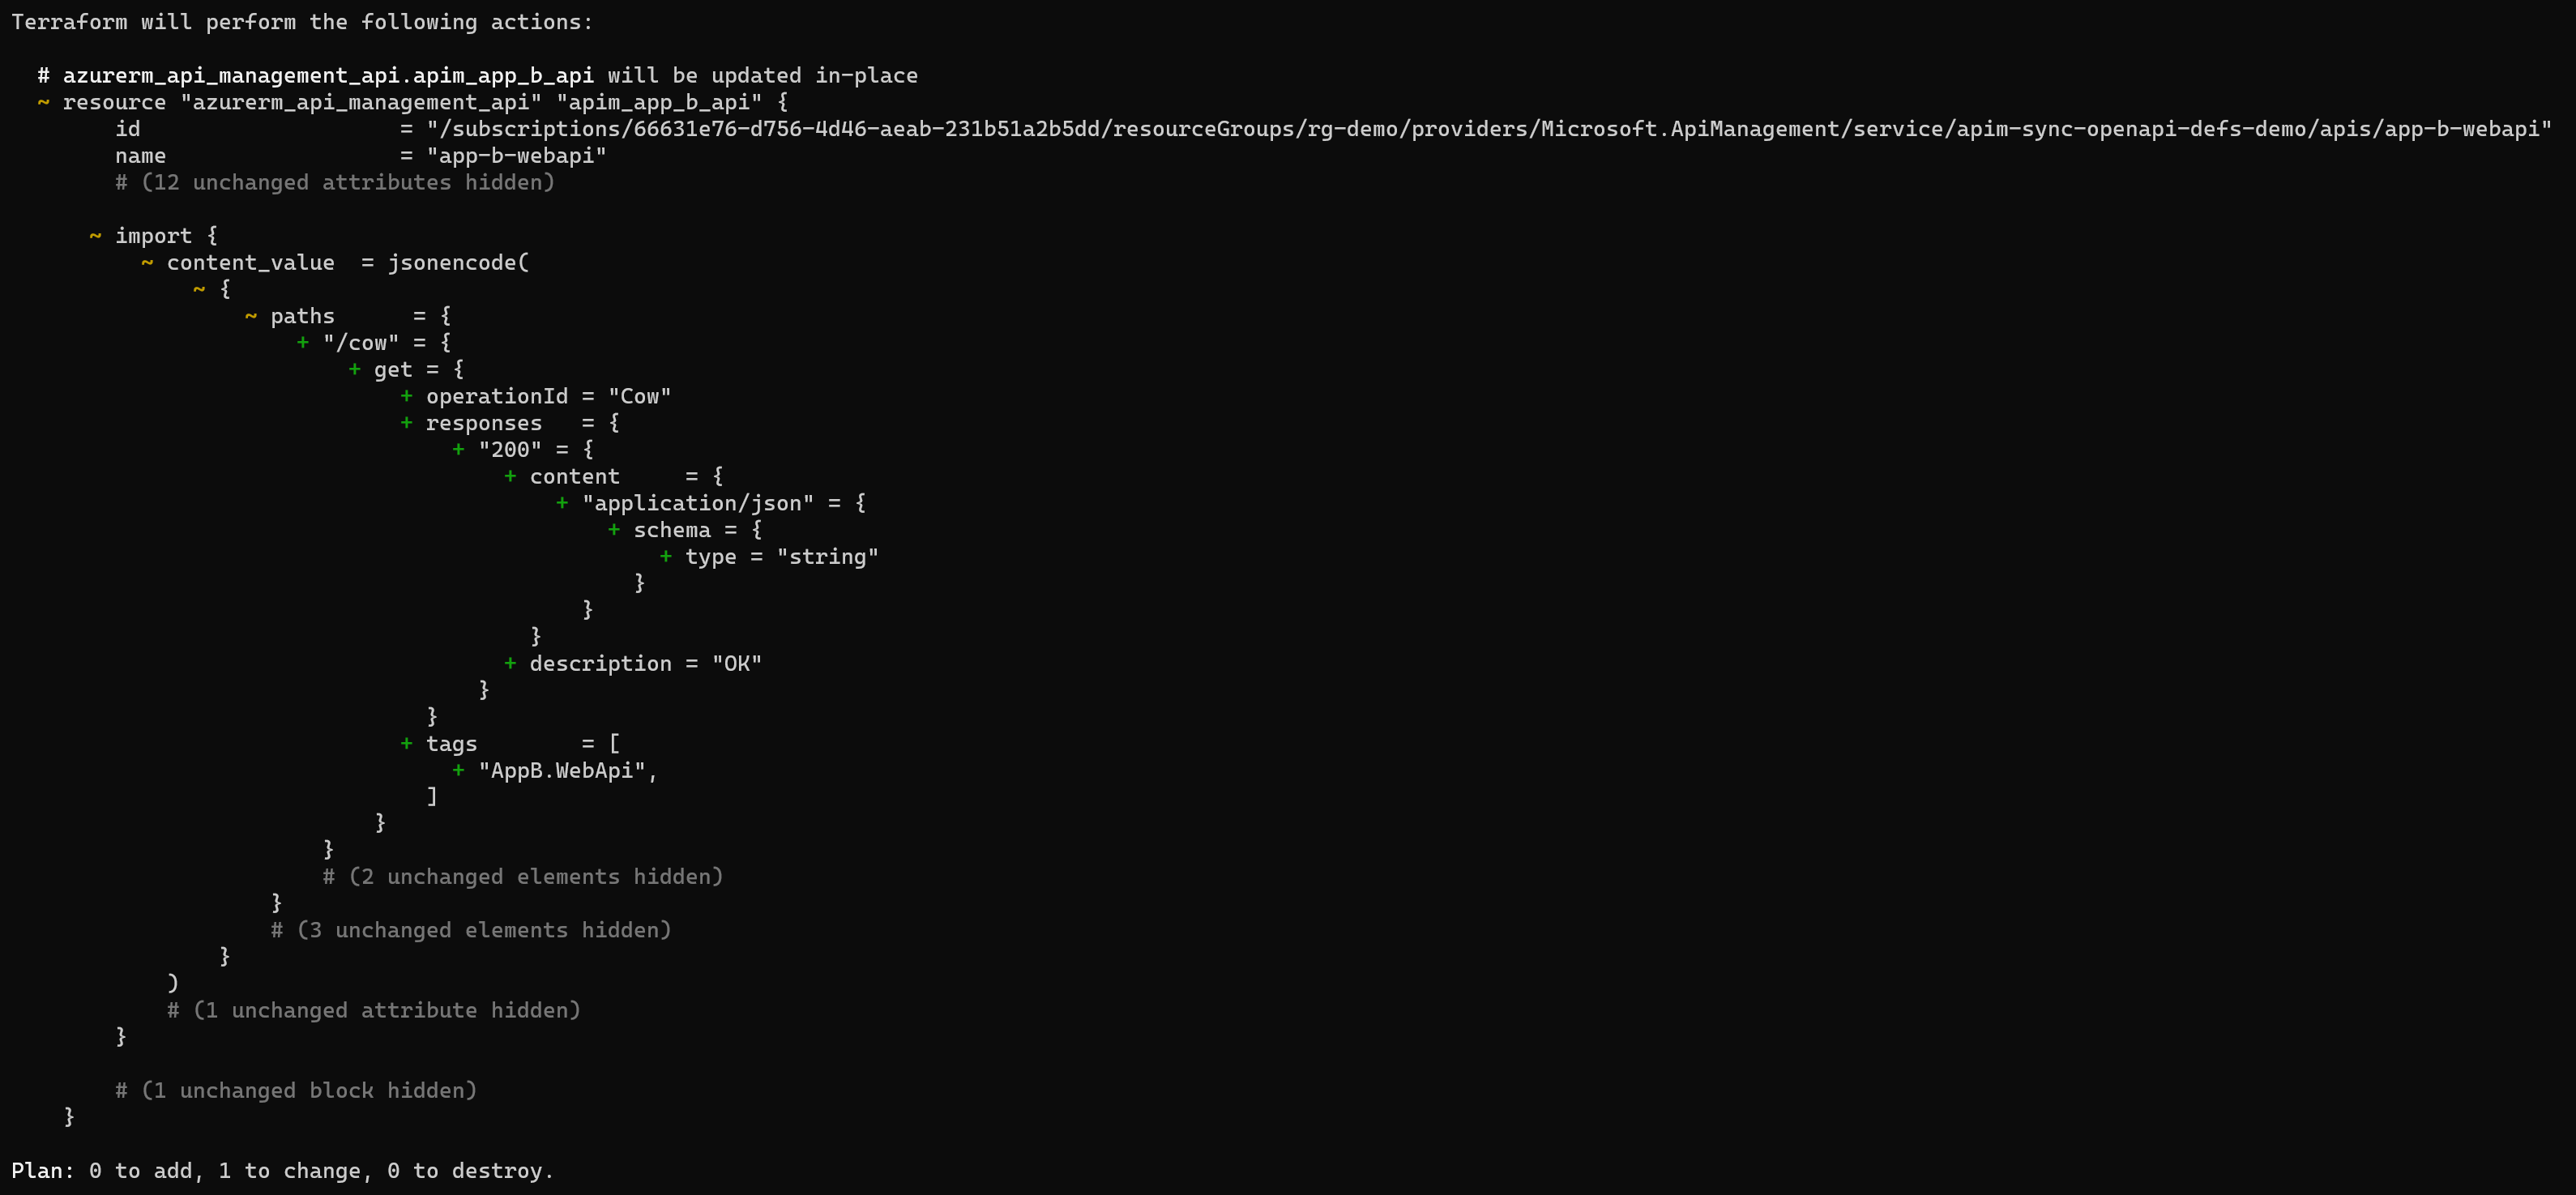 Terraform will perform the following actions:

  # azurerm_api_management_api.apim_app_b_api will be updated in-place
  ~ resource "azurerm_api_management_api" "apim_app_b_api" {
        id                    = "/subscriptions/66631e76-d756-4d46-aeab-231b51a2b5dd/resourceGroups/rg-demo/providers/Microsoft.ApiManagement/service/apim-sync-openapi-defs-demo/apis/app-b-webapi"
        name                  = "app-b-webapi"
        # (12 unchanged attributes hidden)

      ~ import {
          ~ content_value  = jsonencode(
              ~ {
                  ~ paths      = {
                      + "/cow" = {
                          + get = {
                              + operationId = "Cow"
                              + responses   = {
                                  + "200" = {
                                      + content     = {
                                          + "application/json" = {
                                              + schema = {
                                                  + type = "string"
                                                }
                                            }
                                        }
                                      + description = "OK"
                                    }
                                }
                              + tags        = [
                                  + "AppB.WebApi",
                                ]
                            }
                        }
                        # (2 unchanged elements hidden)
                    }
                    # (3 unchanged elements hidden)
                }
            )
            # (1 unchanged attribute hidden)
        }

        # (1 unchanged block hidden)
    }

Plan: 0 to add, 1 to change, 0 to destroy.